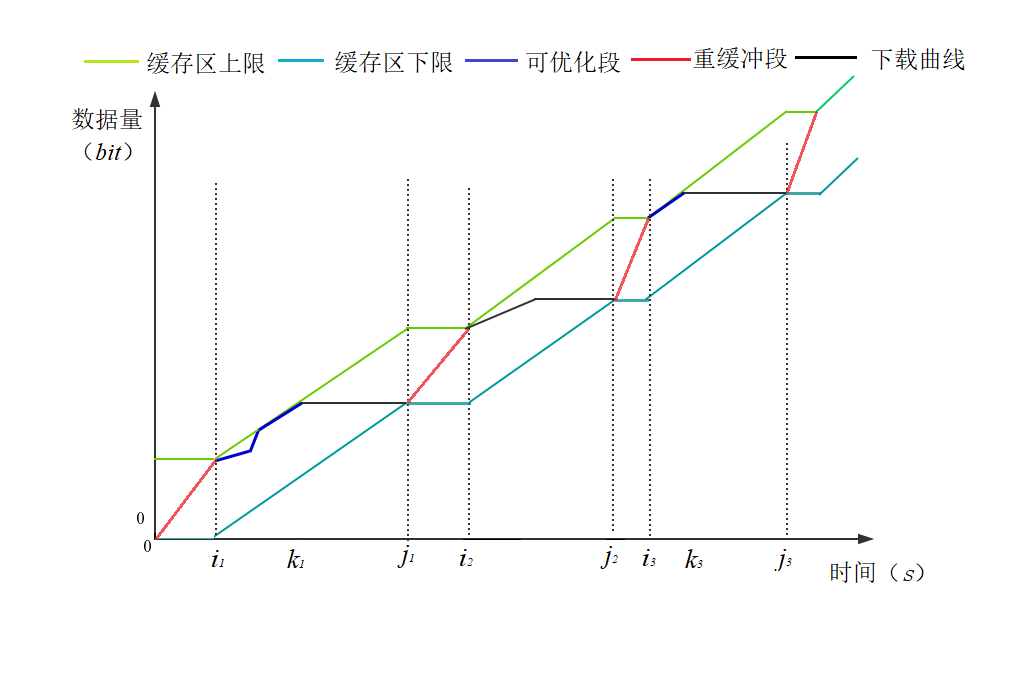 缓存区上限 缓存区下限 可优化段 重缓冲段 下载曲线
数据量
（bit）
0
0
i₁ k₁ j₁ i₂ j₂ i₃ k₃ j₃
时间（s）